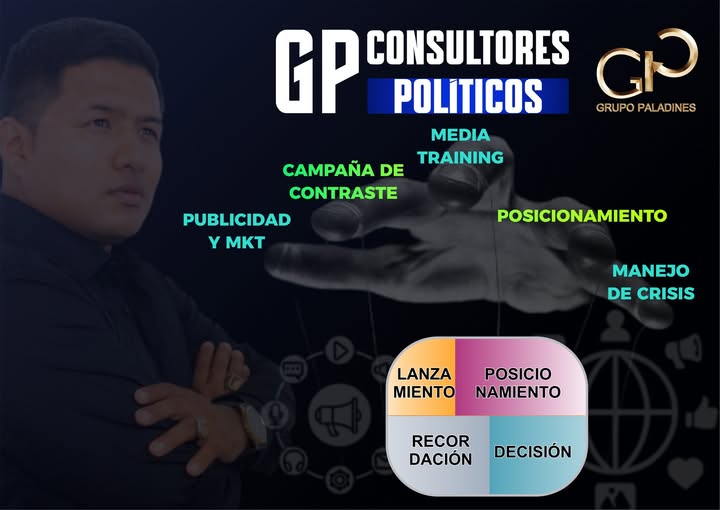 GP CONSULTORES
POLÍTICOS
GP
GRUPO PALADINES
MEDIA
TRAINING
CAMPAÑA DE
CONTRASTE
PUBLICIDAD
Y MKT
POSICIONAMIENTO
MANEJO
DE CRISIS
LANZA
MIENTO
POSICIO
NAMIENTO
RECOR
DACIÓN
DECISIÓN